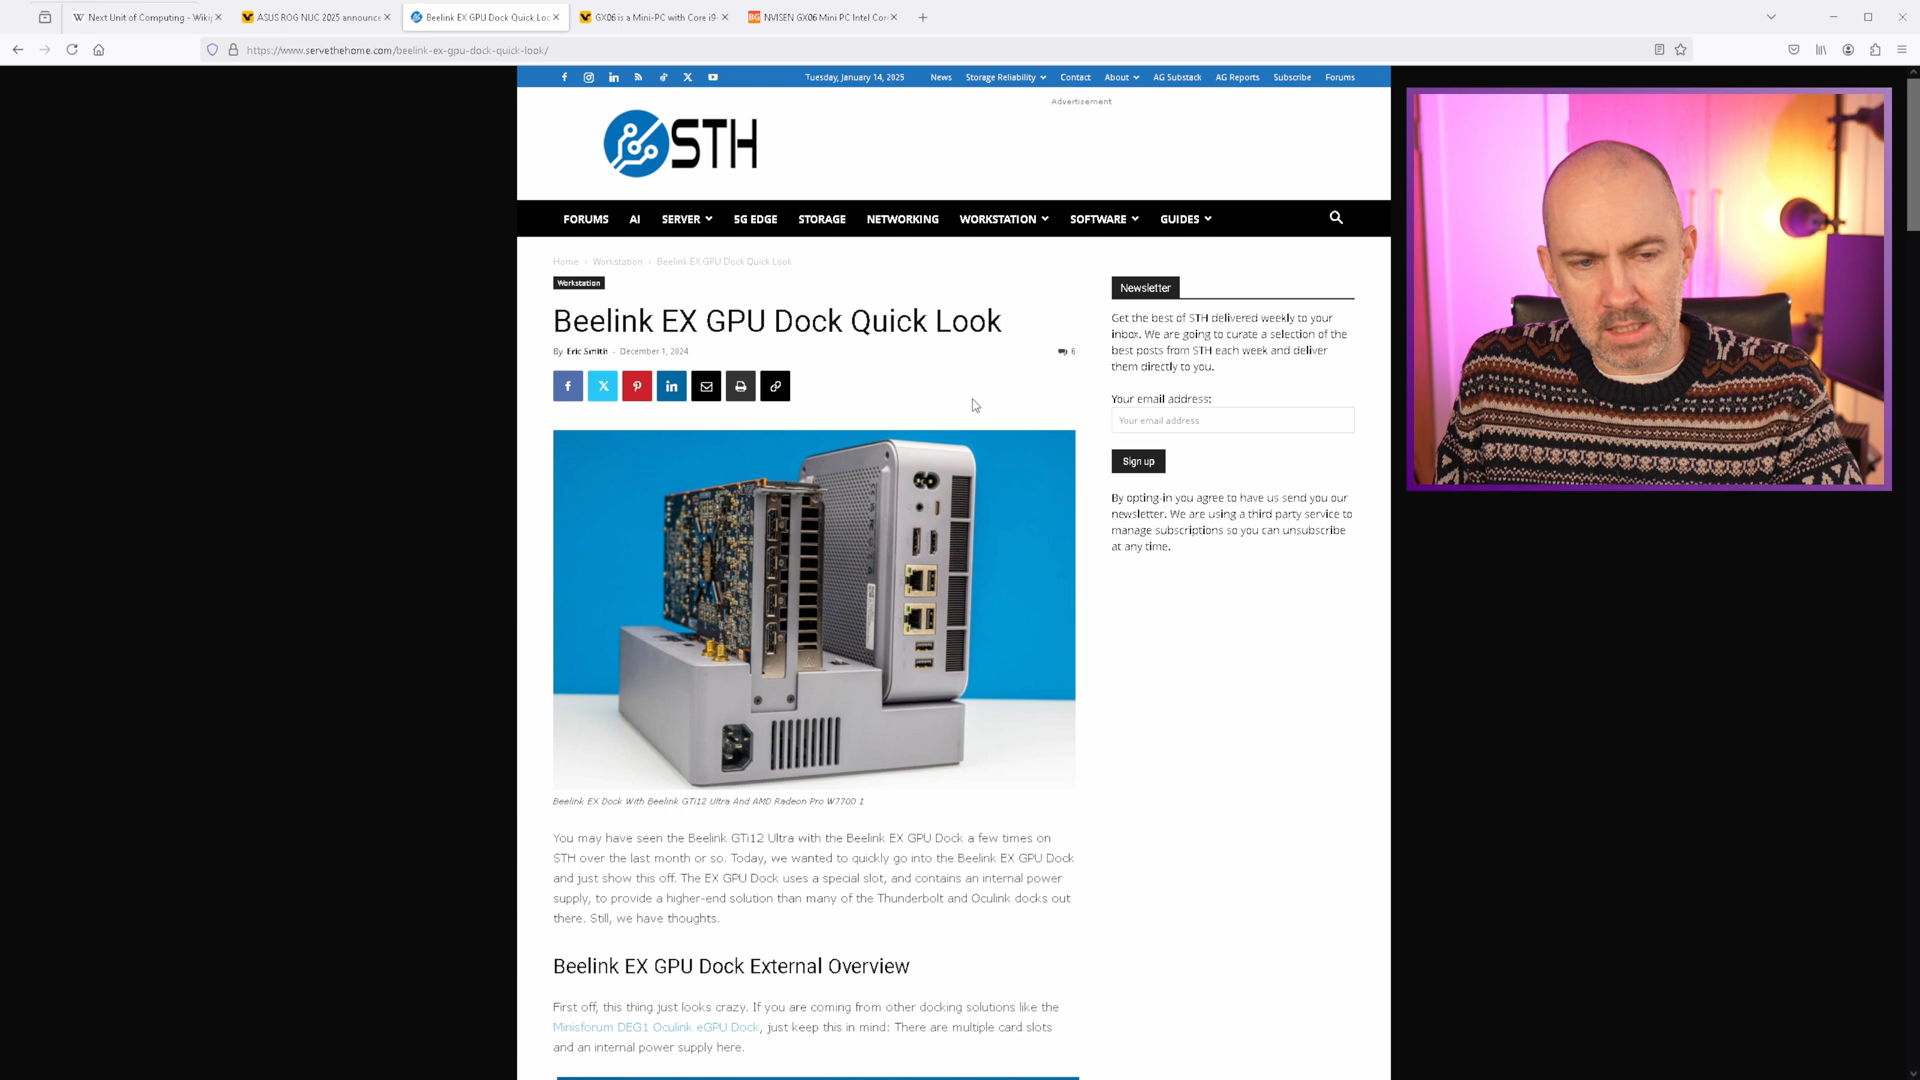 Next Unit of Computing - Wikip
ASUS ROG NUC 2025 announce
Beelink EX GPU Dock Quick Loo
GX06 is a Mini-PC with Core i9-
BG NVISEN GX06 Mini PC Intel Core
https://www.servethehome.com/beelink-ex-gpu-dock-quick-look/
Tuesday, January 14, 2025
News
Storage Reliability
Contact
About
AG Substack
AG Reports
Subscribe
Forums
Advertisement
STH
FORUMS
AI
SERVER
5G EDGE
STORAGE
NETWORKING
WORKSTATION
SOFTWARE
GUIDES
Home › Workstation › Beelink EX GPU Dock Quick Look
Workstation
Beelink EX GPU Dock Quick Look
By Eric Smith - December 1, 2024
6
Beelink EX Dock With Beelink GTi12 Ultra And AMD Radeon Pro W7700 1
You may have seen the Beelink GTi12 Ultra with the Beelink EX GPU Dock a few times on
STH over the last month or so. Today, we wanted to quickly go into the Beelink EX GPU Dock
and just show this off. The EX GPU Dock uses a special slot, and contains an internal power
supply, to provide a higher-end solution than many of the Thunderbolt and Oculink docks out
there. Still, we have thoughts.
Beelink EX GPU Dock External Overview
First off, this thing just looks crazy. If you are coming from other docking solutions like the
Minisforum DEG1 Oculink eGPU Dock, just keep this in mind: There are multiple card slots
and an internal power supply here.
Newsletter
Get the best of STH delivered weekly to your
inbox. We are going to curate a selection of the
best posts from STH each week and deliver
them directly to you.
Your email address:
Your email address
Sign up
By opting-in you agree to have us send you our
newsletter. We are using a third party service to
manage subscriptions so you can unsubscribe
at any time.